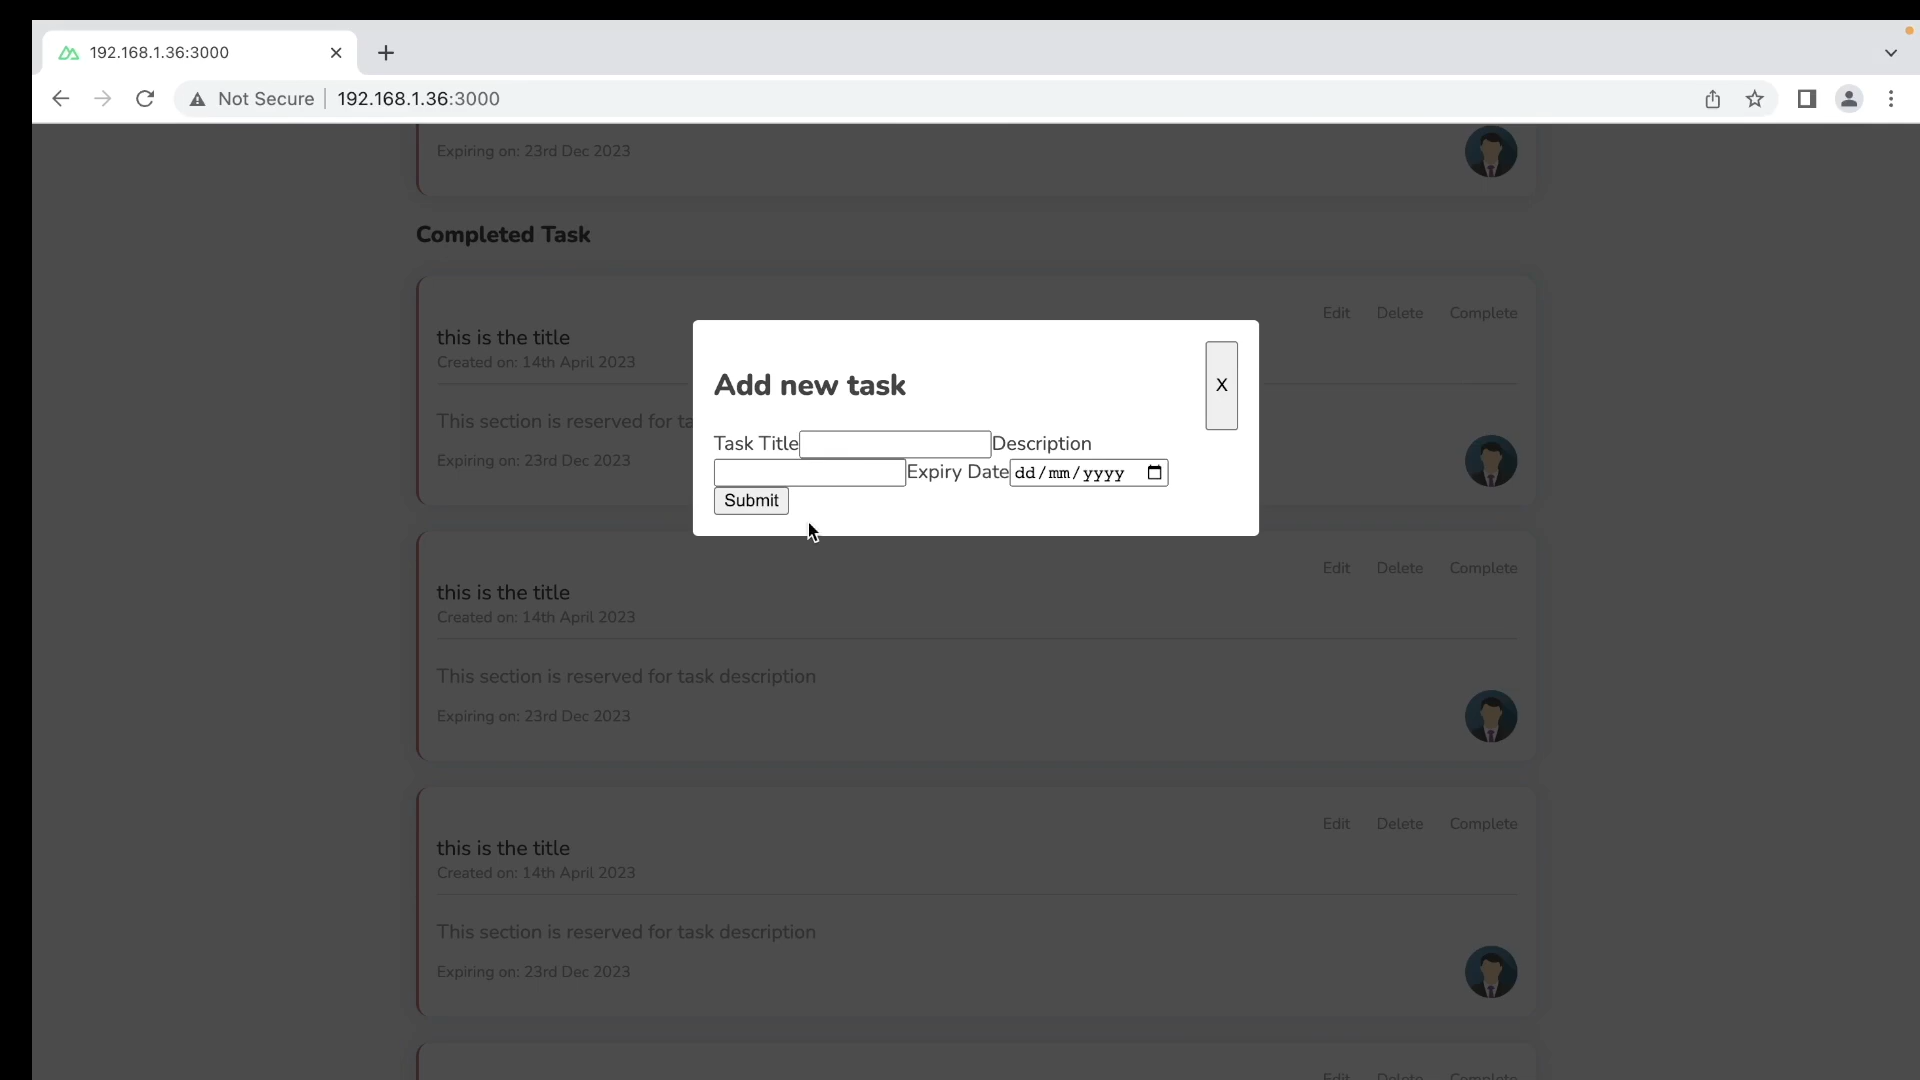 192.168.1.36:3000
Not Secure 192.168.1.36:3000
Expiring on: 23rd Dec 2023
Completed Task
Edit Delete Complete
this is the title
Created on: 14th April 2023
This section is reserved for ta
Expiring on: 23rd Dec 2023
Add new task
X
Task Title Description
Expiry Date dd/mm/yyyy
Submit
Edit Delete Complete
this is the title
Created on: 14th April 2023
This section is reserved for task description
Expiring on: 23rd Dec 2023
Edit Delete Complete
this is the title
Created on: 14th April 2023
This section is reserved for task description
Expiring on: 23rd Dec 2023
Edit Delete Complete